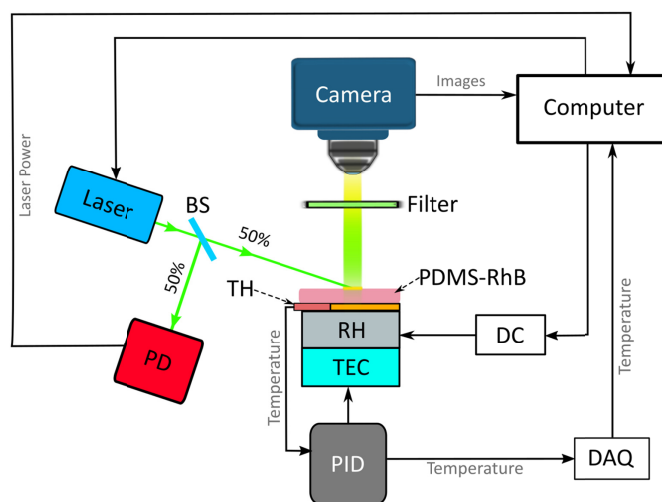 Camera
Images
Computer
Laser Power
Laser
BS
50%
50%
Filter
TH
PDMS-RhB
PD
RH
DC
TEC
Temperature
Temperature
PID
Temperature
DAQ